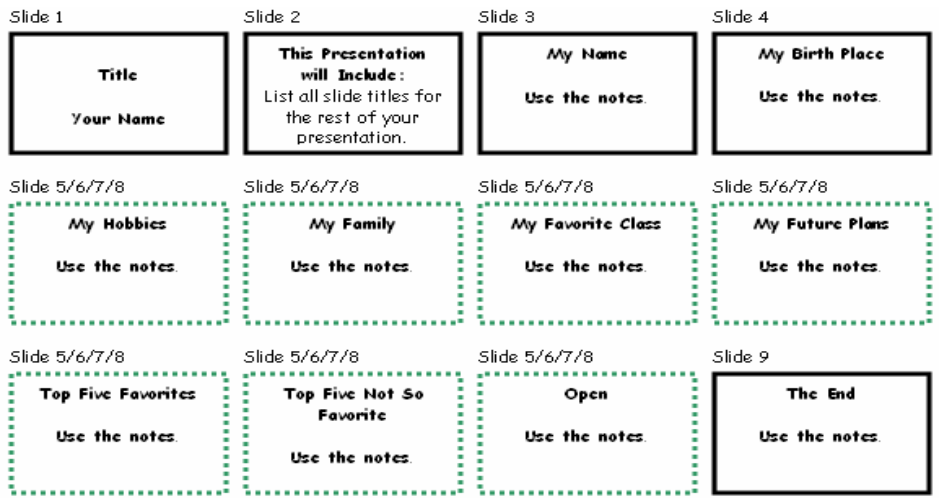 Slide 1
Title
Your Name
Slide 2
This Presentation
will Include:
List all slide titles for
the rest of your
presentation.
Slide 3
My Name
Use the notes.
Slide 4
My Birth Place
Use the notes.
Slide 5/6/7/8
My Hobbies
Use the notes.
Slide 5/6/7/8
My Family
Use the notes.
Slide 5/6/7/8
My Favorite Class
Use the notes.
Slide 5/6/7/8
My Future Plans
Use the notes.
Slide 5/6/7/8
Top Five Favorites
Use the notes.
Slide 5/6/7/8
Top Five Not So
Favorite
Use the notes.
Slide 5/6/7/8
Open
Use the notes.
Slide 9
The End
Use the notes.